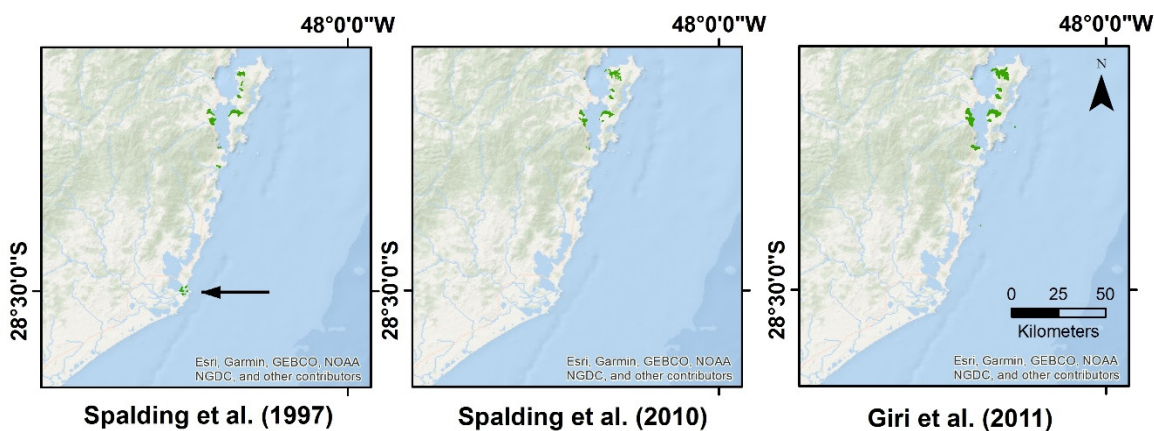 48°0'0"W
48°0'0"W
48°0'0"W
N
28°30'0"S
28°30'0"S
28°30'0"S
0 25 50
Kilometers
Esri, Garmin, GEBCO, NOAA
NGDC, and other contributors
Esri, Garmin, GEBCO, NOAA
NGDC, and other contributors
Esri, Garmin, GEBCO, NOAA
NGDC, and other contributors
Spalding et al. (1997)
Spalding et al. (2010)
Giri et al. (2011)